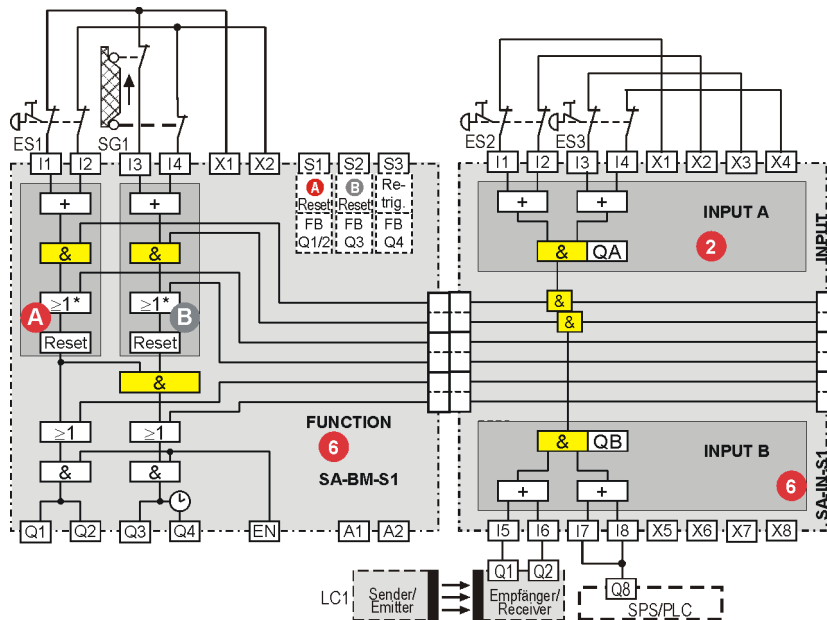 ES1
SG1
ES2
ES3
I1 I2 I3 I4 X1 X2 S1 S2 S3
I1 I2 I3 I4 X1 X2 X3 X4
A
Reset
B
Reset
Re-
trig.
FB
Q1/2
FB
Q3
FB
Q4
+ +
& &
≥1* ≥1*
A B
Reset Reset
&
≥1 ≥1
& &
FUNCTION
6
SA-BM-S1
Q1 Q2 Q3 Q4 EN A1 A2
+ +
INPUT A
& QA
2
INPUT
&
&
& QB
INPUT B
6
+ +
SA-IN-S1
I5 I6 I7 I8 X5 X6 X7 X8
LC1
Sender/
Emitter
Q1 Q2
Empfänger/
Receiver
Q8
SPS/PLC